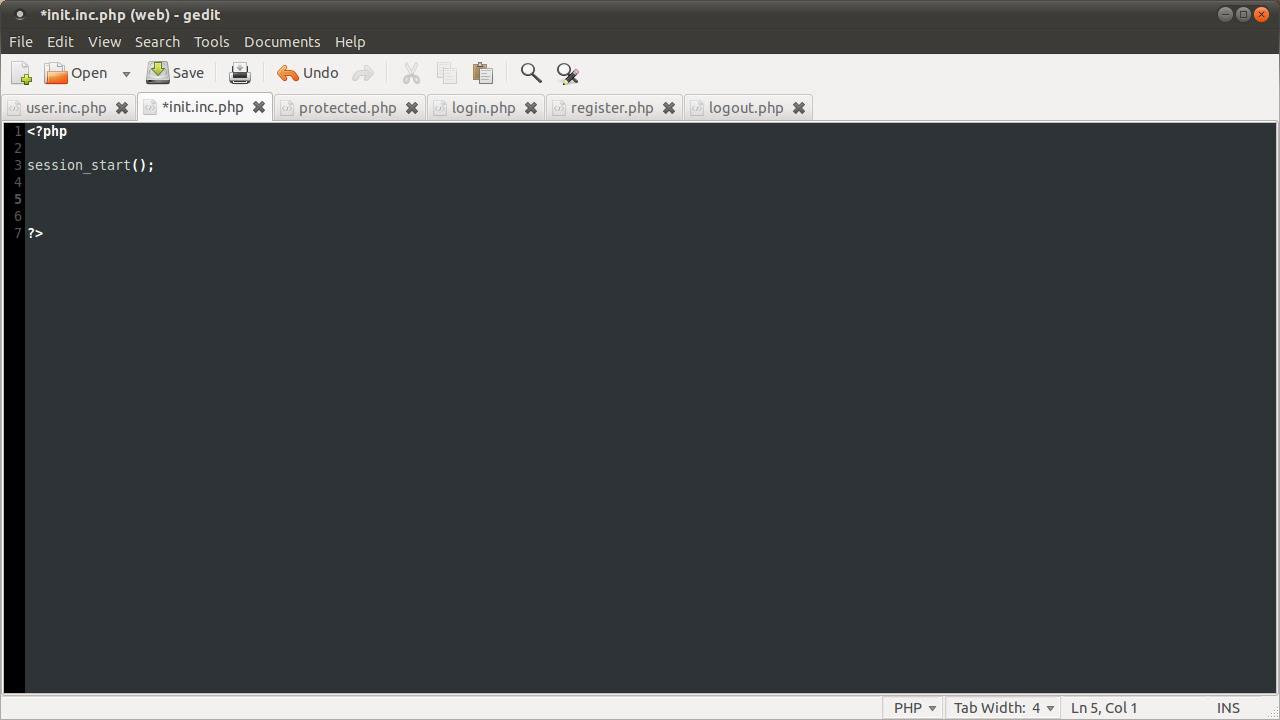 *init.inc.php (web) - gedit
File Edit View Search Tools Documents Help
Open Save Undo
user.inc.php *init.inc.php protected.php login.php register.php logout.php
1 <?php
2
3 session_start();
4
5
6
7 ?>
PHP Tab Width: 4 Ln 5, Col 1 INS